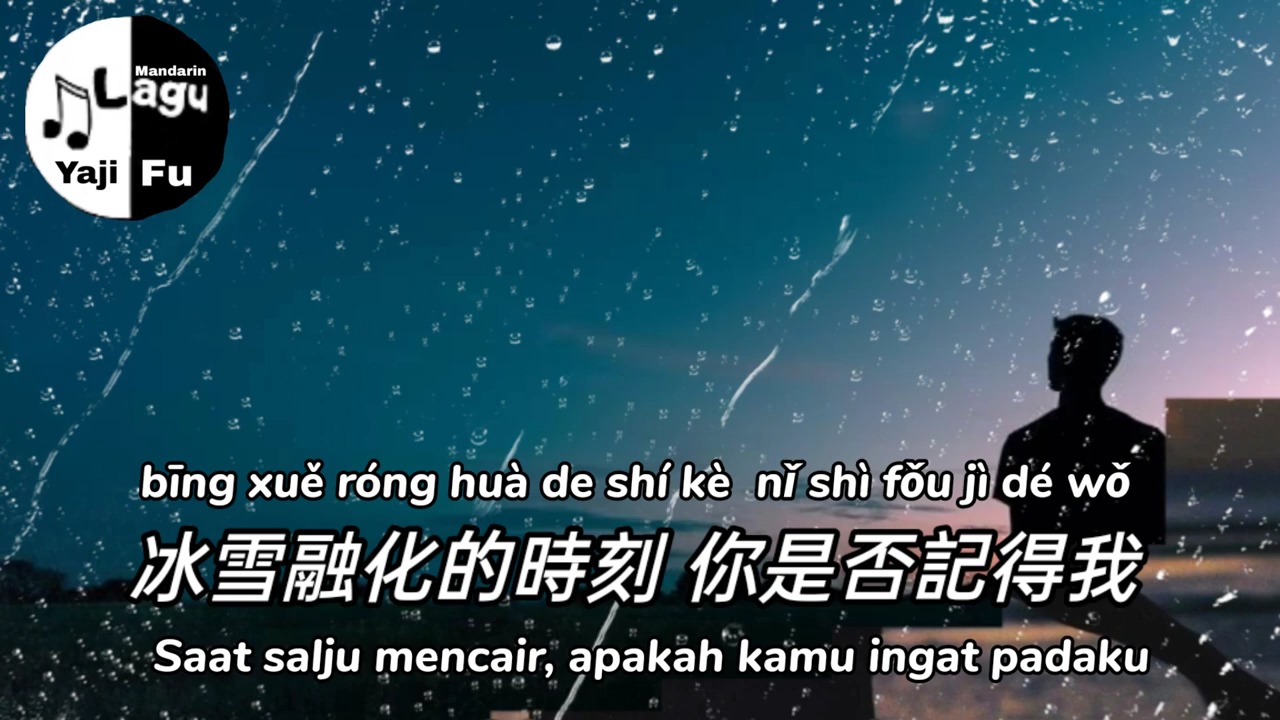 Mandarin
Lagu
Yaji Fu
bīng xuě róng huà de shí kè nǐ shì fǒu jì dé wǒ
冰雪融化的時刻 你是否記得我
Saat salju mencair, apakah kamu ingat padaku